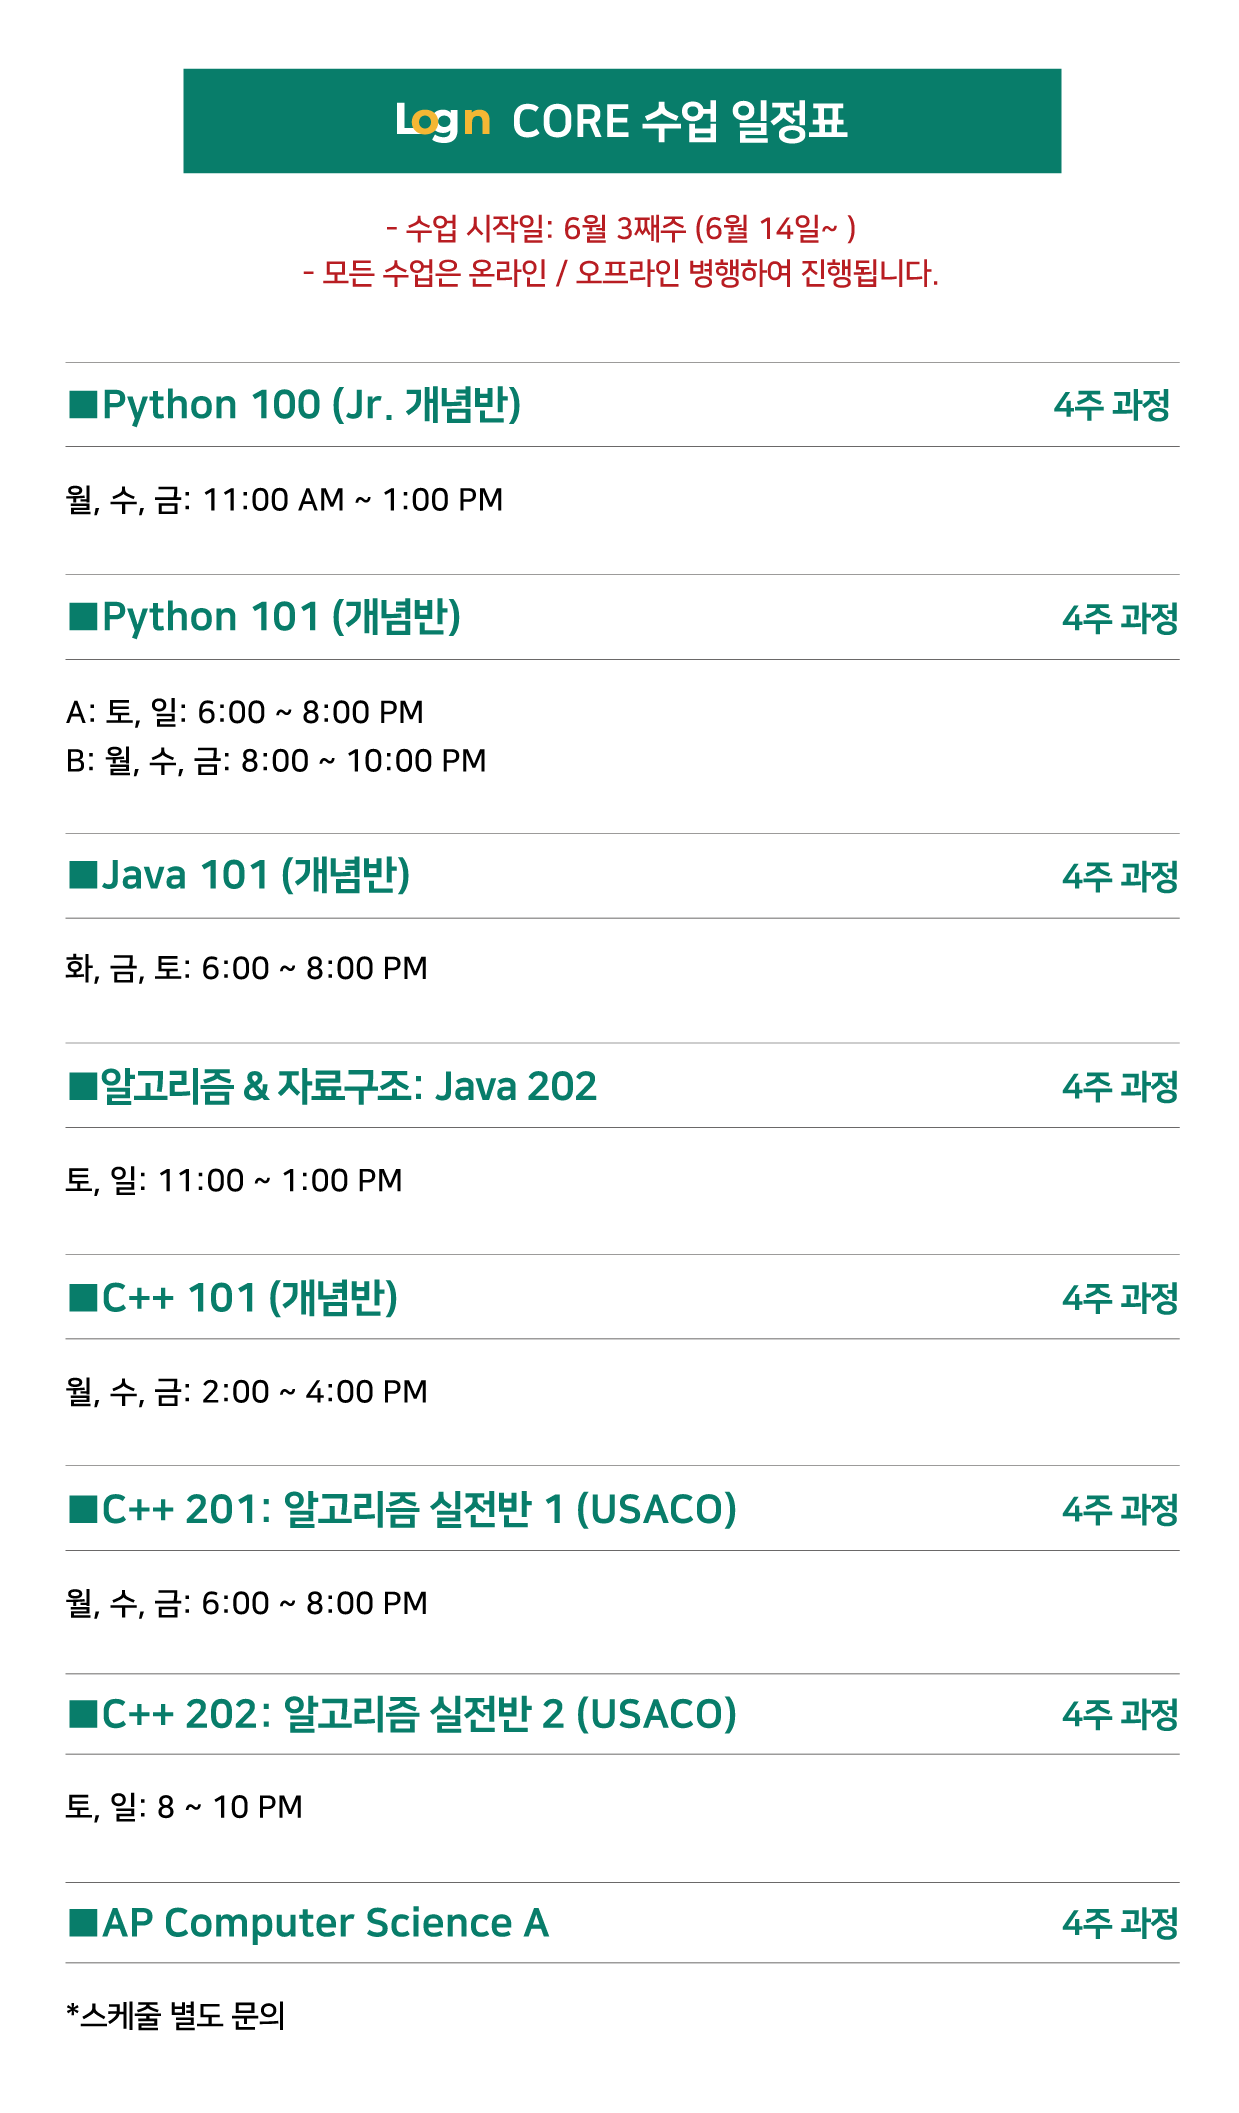 Logn CORE 수업 일정표
- 수업 시작일: 6월 3째주 (6월 14일~ )
- 모든 수업은 온라인 / 오프라인 병행하여 진행됩니다.
■Python 100 (Jr. 개념반) 4주 과정
월, 수, 금: 11:00 AM ~ 1:00 PM
■Python 101 (개념반) 4주 과정
A: 토, 일: 6:00 ~ 8:00 PM
B: 월, 수, 금: 8:00 ~ 10:00 PM
■Java 101 (개념반) 4주 과정
화, 금, 토: 6:00 ~ 8:00 PM
■알고리즘 & 자료구조: Java 202 4주 과정
토, 일: 11:00 ~ 1:00 PM
■C++ 101 (개념반) 4주 과정
월, 수, 금: 2:00 ~ 4:00 PM
■C++ 201: 알고리즘 실전반 1 (USACO) 4주 과정
월, 수, 금: 6:00 ~ 8:00 PM
■C++ 202: 알고리즘 실전반 2 (USACO) 4주 과정
토, 일: 8 ~ 10 PM
■AP Computer Science A 4주 과정
*스케줄 별도 문의